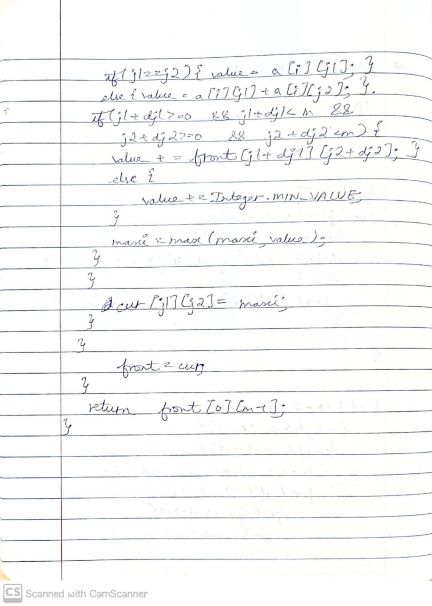 if(j1==j2){ value = a[i][j1]; }
else { value = a[i][j1] + a[i][j2]; }.
if(j1+dj1>=0 && j1+dj1<m &&
j2+dj2>=0 && j2+dj2<m) {
value += front[j1+dj1][j2+dj2]; }
else {
value += Integer.MIN_VALUE;
}
maxi = max(maxi, value);
}
}
cur[j1][j2] = maxi;
}
}
front = cur;
}
return front[0][m-1];
}
CS Scanned with CamScanner